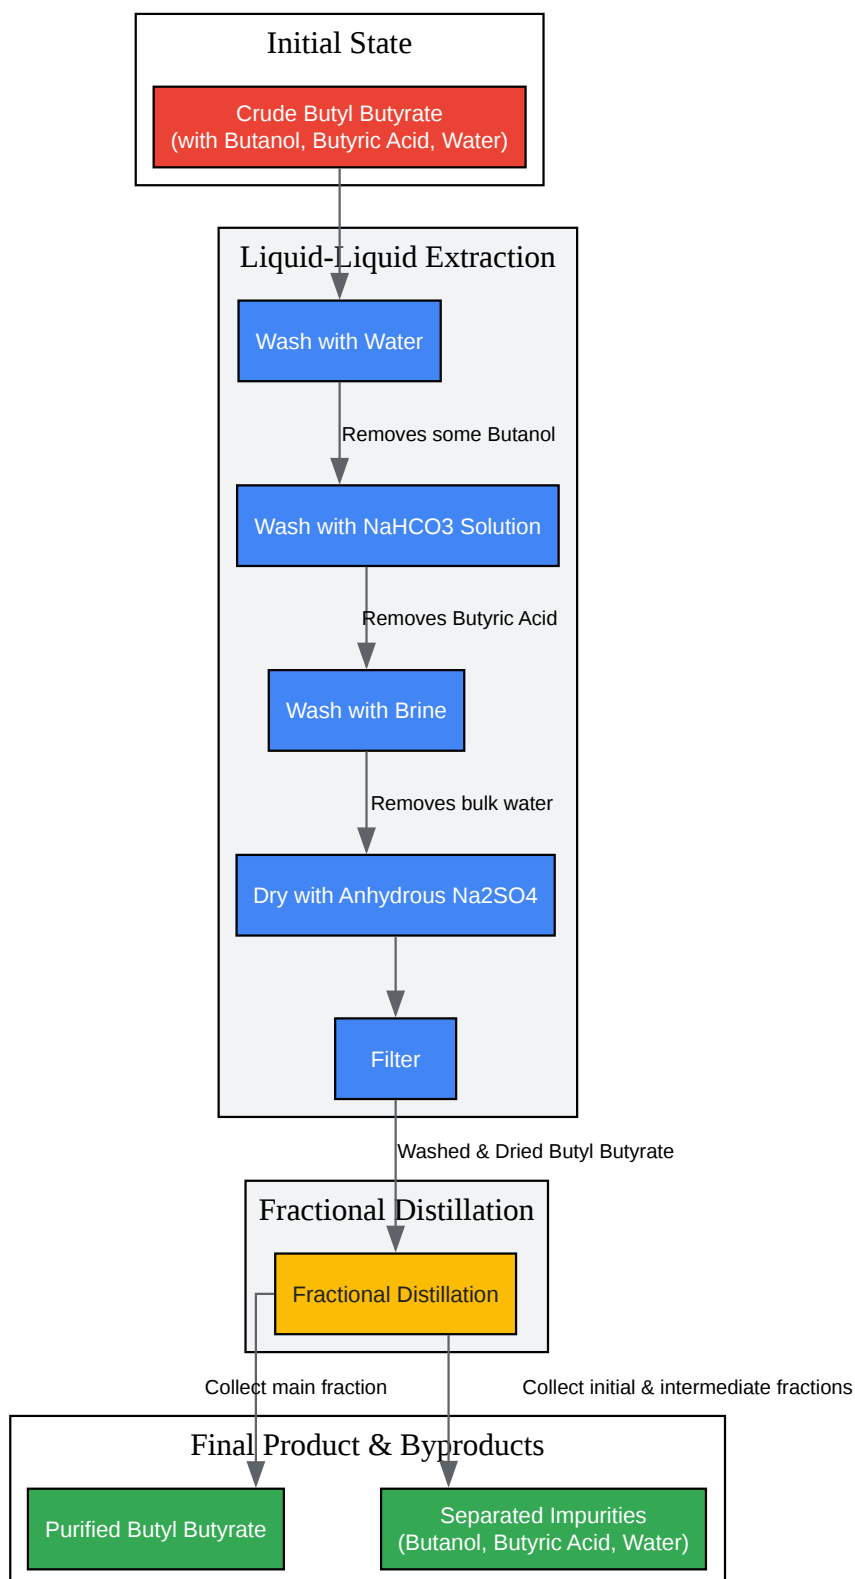 Initial State
Crude Butyl Butyrate
(with Butanol, Butyric Acid, Water)
Liquid-Liquid Extraction
Wash with Water
Removes some Butanol
Wash with NaHCO3 Solution
Removes Butyric Acid
Wash with Brine
Removes bulk water
Dry with Anhydrous Na2SO4
Filter
Washed & Dried Butyl Butyrate
Fractional Distillation
Fractional Distillation
Collect main fraction
Collect initial & intermediate fractions
Final Product & Byproducts
Purified Butyl Butyrate
Separated Impurities
(Butanol, Butyric Acid, Water)